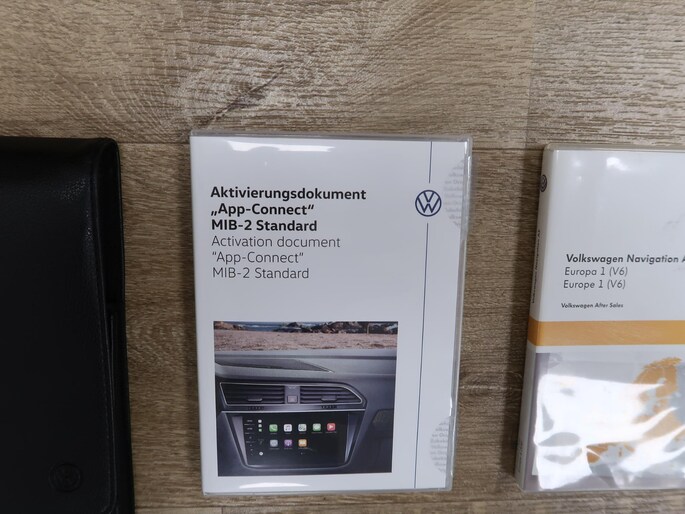 Aktivierungsdokument
„App-Connect“
MIB-2 Standard
Activation document
"App-Connect"
MIB-2 Standard
Volkswagen Navigation
Europa 1 (V6)
Europe 1 (V6)
Volkswagen After Sales